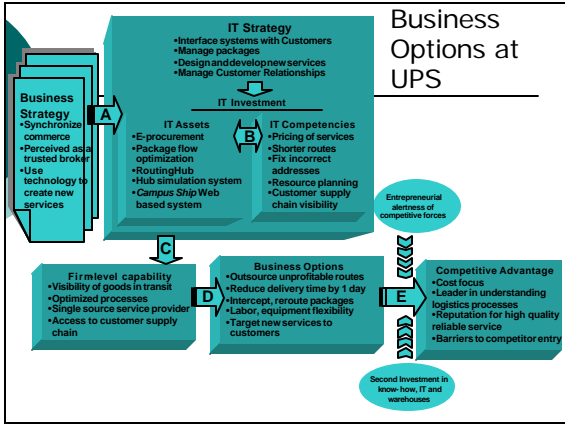 Business
Options at
UPS
IT Strategy
•Interface systems with Customers
•Manage packages
•Design and develop new services
•Manage Customer Relationships
IT Investment
Business
Strategy
•Synchronize
commerce
•Perceived as a
trusted broker
•Use
technology to
create new
services
A
IT Assets
•E-procurement
•Package flow
optimization
•RoutingHub
•Hub simulation system
•Campus Ship Web
based system
B
IT Competencies
•Pricing of services
•Shorter routes
•Fix incorrect
addresses
•Resource planning
•Customer supply
chain visibility
Entrepreneurial
alertness of
competitive forces
C
Firmlevel capability
•Visibility of goods in transit
•Optimized processes
•Single source service provider
•Access to customer supply
chain
D
Business Options
•Outsource unprofitable routes
•Reduce delivery time by 1 day
•Intercept, reroute packages
•Labor, equipment flexibility
•Target new services to
customers
E
Competitive Advantage
•Cost focus
•Leader in understanding
logistics processes
•Reputation for high quality
reliable service
•Barriers to competitor entry
Second Investment in
know- how, IT and
warehouses